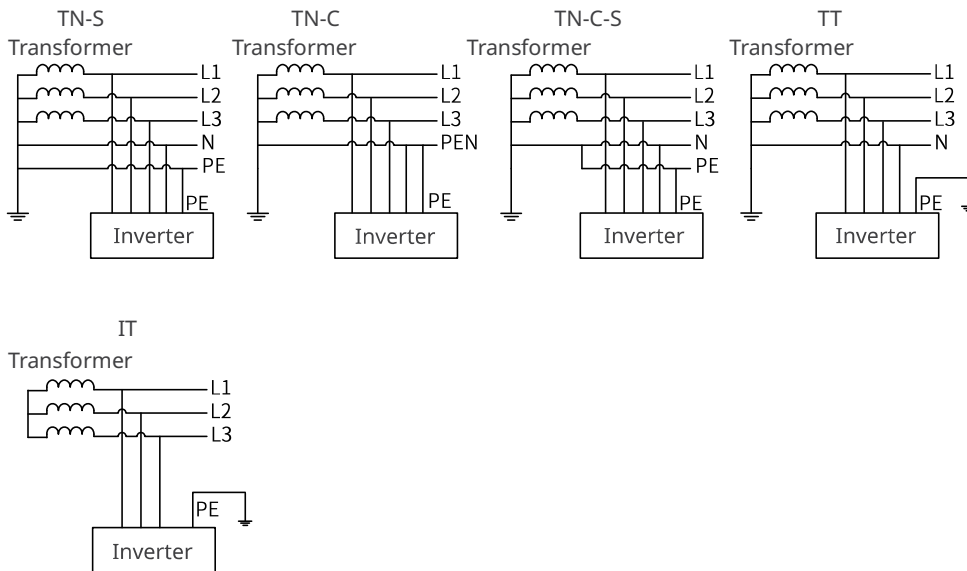 TN-S TN-C TN-C-S TT
Transformer Transformer Transformer Transformer
L1 L1 L1 L1
L2 L2 L2 L2
L3 L3 L3 L3
N PEN N N
PE PE
PE PE PE PE
Inverter Inverter Inverter Inverter
IT
Transformer
L1
L2
L3
PE
Inverter